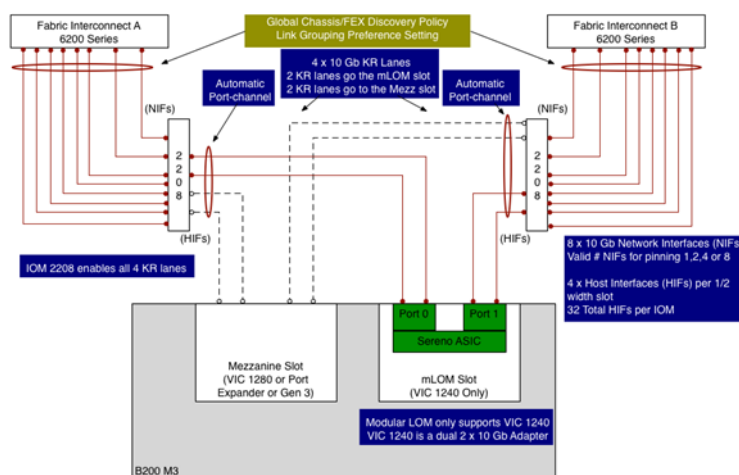 Fabric Interconnect A
6200 Series
Global Chassis/FEX Discovery Policy
Link Grouping Preference Setting
Fabric Interconnect B
6200 Series
4 x 10 Gb KR Lanes
2 KR lanes go the mLOM slot
2 KR lanes go to the Mezz slot
Automatic
Port-channel
Automatic
Port-channel
(NIFs)
(NIFs)
2
2
0
8
2
2
0
8
(HIFs)
(HIFs)
IOM 2208 enables all 4 KR lanes
8 x 10 Gb Network Interfaces (NIFs
Valid # NIFs for pinning 1,2,4 or 8
4 x Host Interfaces (HIFs) per 1/2
width slot
32 Total HIFs per IOM
Port 0
Port 1
Sereno ASIC
Mezzanine Slot
(VIC 1280 or Port
Expander or Gen 3)
mLOM Slot
(VIC 1240 Only)
Modular LOM only supports VIC 1240
VIC 1240 is a dual 2 x 10 Gb Adapter
B200 M3